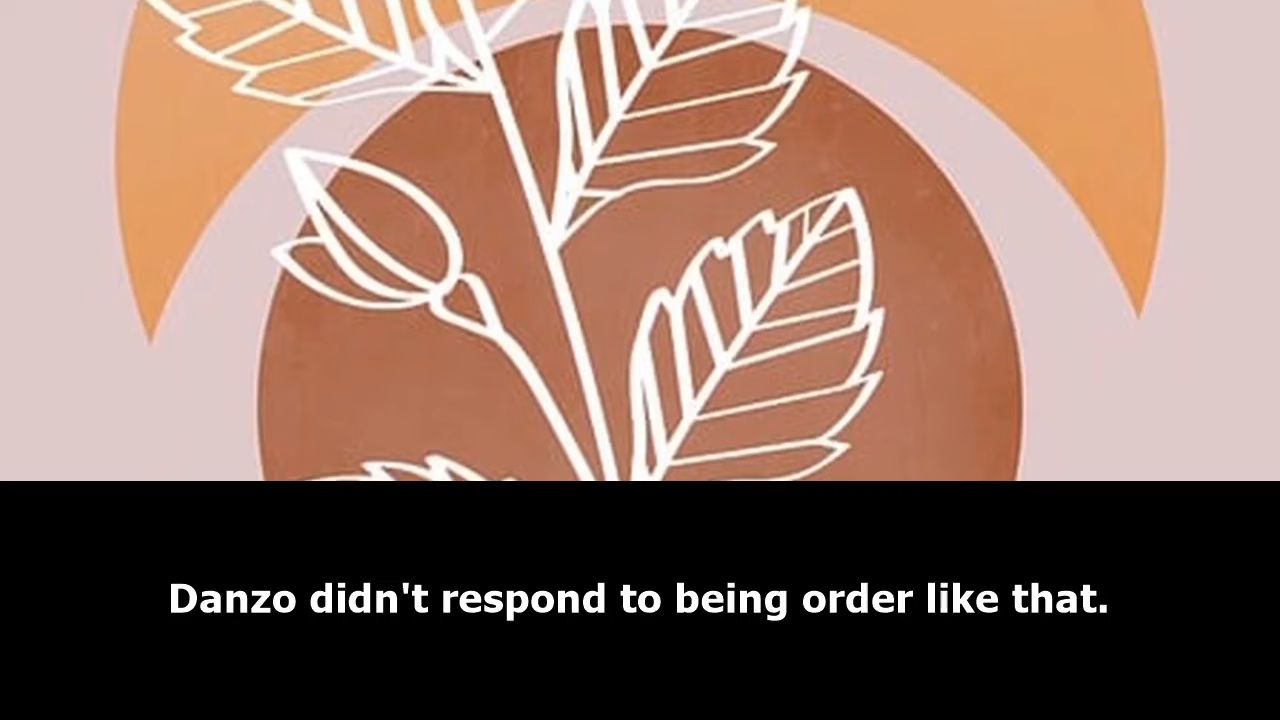 Danzo didn't respond to being order like that.